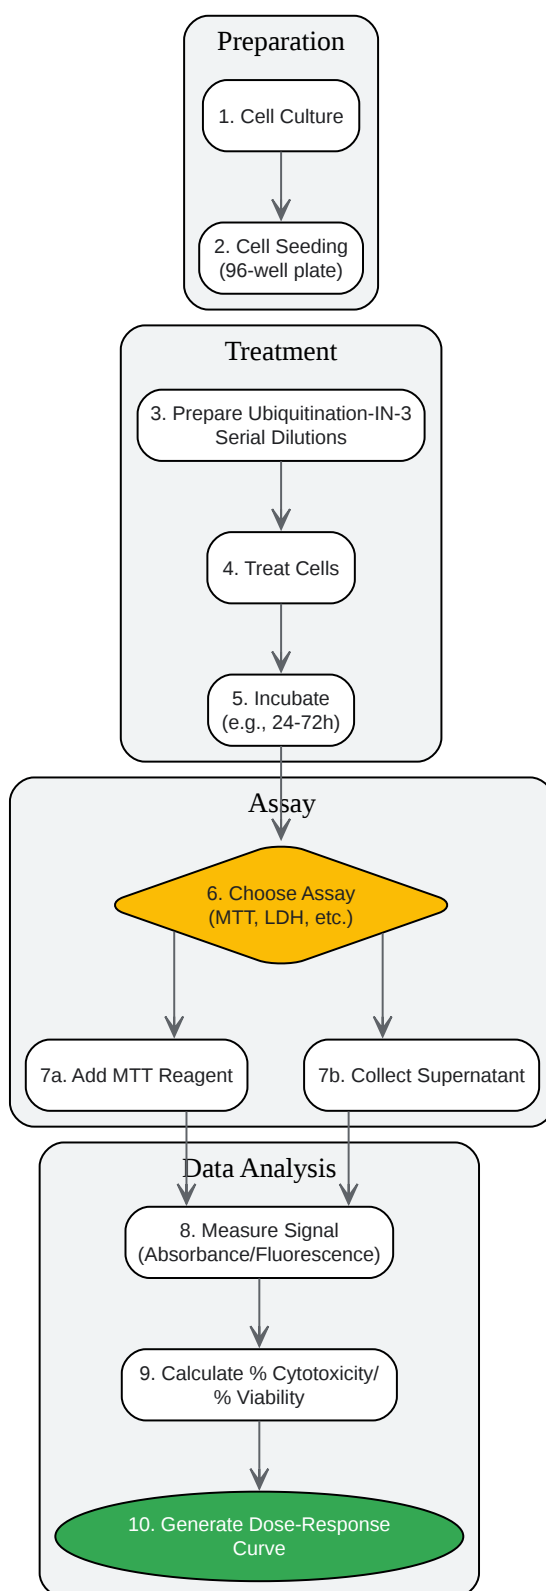 Preparation
1. Cell Culture
2. Cell Seeding
(96-well plate)
Treatment
3. Prepare Ubiquitination-IN-3
Serial Dilutions
4. Treat Cells
5. Incubate
(e.g., 24-72h)
Assay
6. Choose Assay
(MTT, LDH, etc.)
7a. Add MTT Reagent
7b. Collect Supernatant
Data Analysis
8. Measure Signal
(Absorbance/Fluorescence)
9. Calculate % Cytotoxicity/
% Viability
10. Generate Dose-Response
Curve